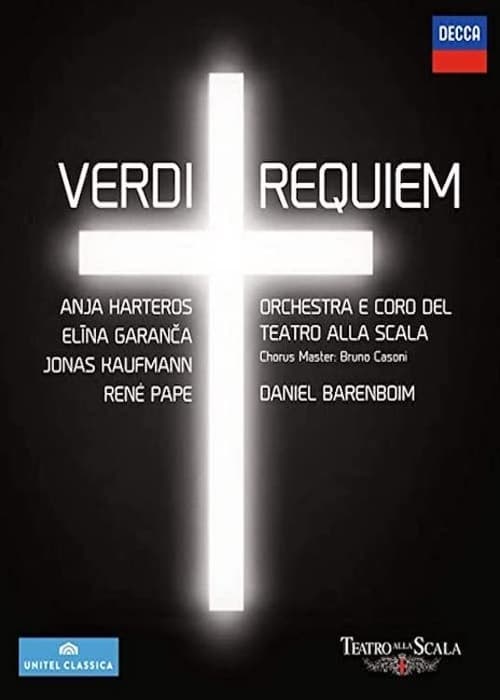 DECCA
VERDI REQUIEM
ANJA HARTEROS
ELĪNA GARANČA
JONAS KAUFMANN
RENÉ PAPE
ORCHESTRA E CORO DEL
TEATRO ALLA SCALA
Chorus Master: Bruno Casoni
DANIEL BARENBOIM
UNITEL CLASSICA
TEATRO ALLA SCALA